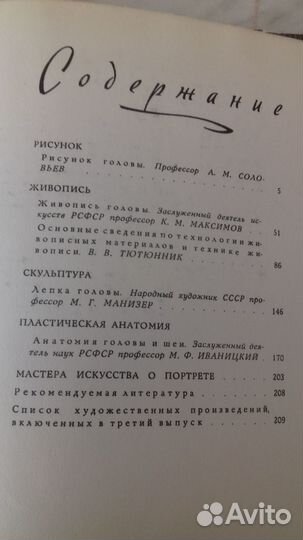 Содержание
РИСУНОК
Рисунок головы. Профессор А. М. СОЛО-
ВЬЕВ. 5
ЖИВОПИСЬ
Живопись головы. Заслуженный деятель ис-
кусств РСФСР профессор К. М. МАКСИМОВ 51
Основные сведения по технологии жи-
вописных материалов и технике жи-
вописи. В. В. ТЮТЮННИК 86
СКУЛЬПТУРА
Лепка головы. Народный художник СССР про-
фессор М. Г. МАНИЗЕР 146
ПЛАСТИЧЕСКАЯ АНАТОМИЯ
Анатомия головы и шеи. Заслуженный дея-
тель наук РСФСР профессор М. Ф. ИВАНИЦКИЙ 170
МАСТЕРА ИСКУССТВА О ПОРТРЕТЕ 203
Рекомендуемая литература 208
Список художественных произведений,
включенных в третий выпуск 209
Avito